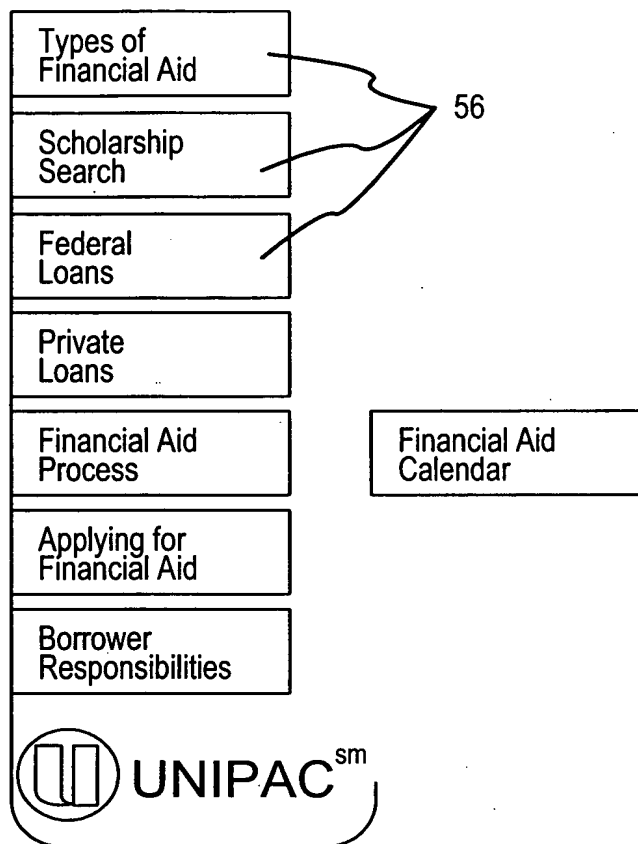 Types of
Financial Aid
56
Scholarship
Search
Federal
Loans
Private
Loans
Financial Aid
Process
Financial Aid
Calendar
Applying for
Financial Aid
Borrower
Responsibilities
U UNIPAC sm